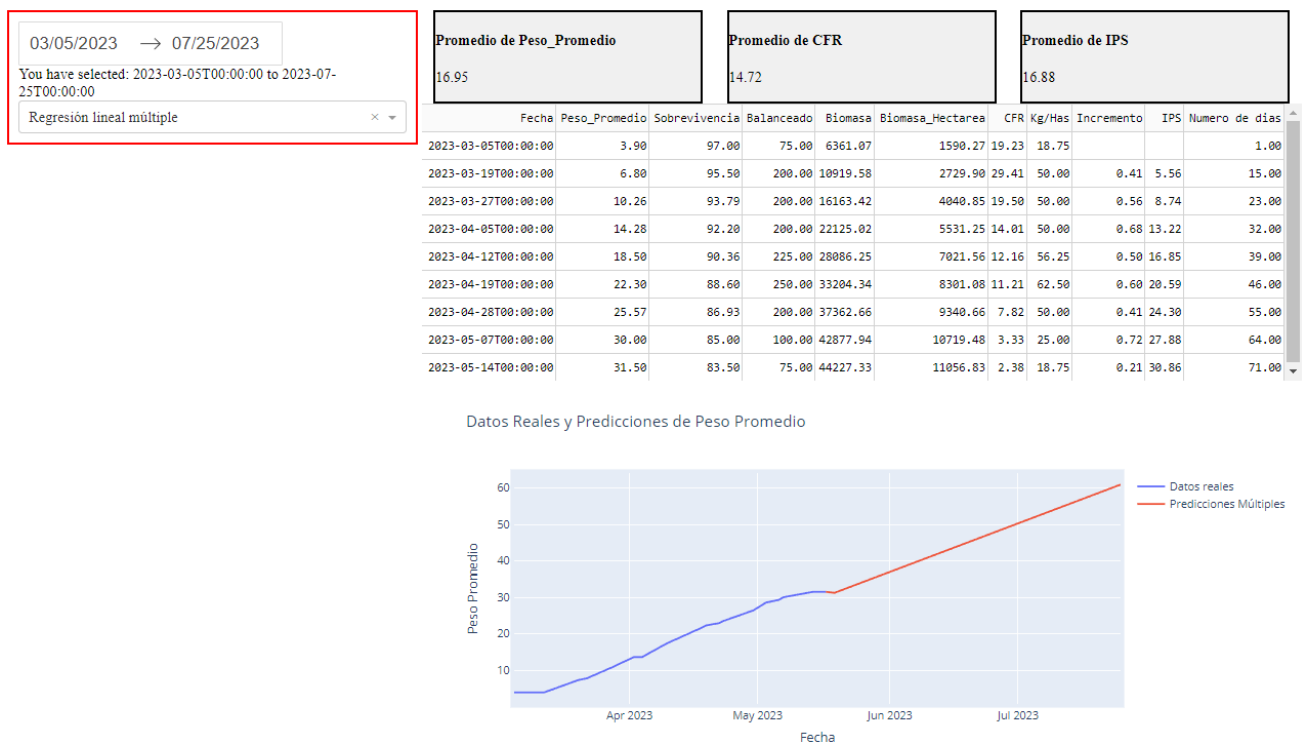 03/05/2023 → 07/25/2023
You have selected: 2023-03-05T00:00:00 to 2023-07-
25T00:00:00
Regresión lineal múltiple × 
Promedio de Peso_Promedio
16.95
Promedio de CFR
14.72
Promedio de IPS
16.88
Fecha Peso_Promedio Sobrevivencia Balanceado Biomasa Biomasa_Hectarea CFR Kg/Has Incremento IPS Numero de dias
2023-03-05T00:00:00 3.90 97.00 75.00 6361.07 1590.27 19.23 18.75 1.00
2023-03-19T00:00:00 6.80 95.50 200.00 10919.58 2729.90 29.41 50.00 0.41 5.56 15.00
2023-03-27T00:00:00 10.26 93.79 200.00 16163.42 4040.85 19.50 50.00 0.56 8.74 23.00
2023-04-05T00:00:00 14.28 92.20 200.00 22125.02 5531.25 14.01 50.00 0.68 13.22 32.00
2023-04-12T00:00:00 18.50 90.36 225.00 28086.25 7021.56 12.16 56.25 0.50 16.85 39.00
2023-04-19T00:00:00 22.30 88.60 250.00 33204.34 8301.08 11.21 62.50 0.60 20.59 46.00
2023-04-28T00:00:00 25.57 86.93 200.00 37362.66 9340.66 7.82 50.00 0.41 24.30 55.00
2023-05-07T00:00:00 30.00 85.00 100.00 42877.94 10719.48 3.33 25.00 0.72 27.88 64.00
2023-05-14T00:00:00 31.50 83.50 75.00 44227.33 11056.83 2.38 18.75 0.21 30.86 71.00
Datos Reales y Predicciones de Peso Promedio
60
50
40
30
20
10
Peso Promedio
Apr 2023 May 2023 Jun 2023 Jul 2023
Fecha
Datos reales
Predicciones Múltiples